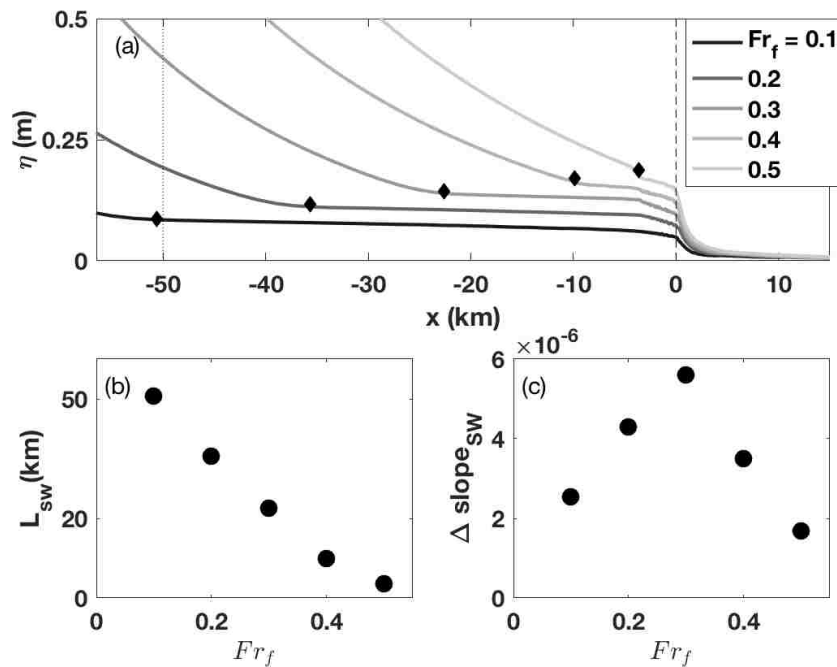 (a)
η (m)
0.5
0.25
0
-50 -40 -30 -20 -10 0 10
x (km)
Fr_f = 0.1
0.2
0.3
0.4
0.5
(b)
L_sw(km)
50
20
0
0 0.2 0.4
Fr_f
×10^-6
(c)
Δ slope_SW
6
4
2
0
0 0.2 0.4
Fr_f